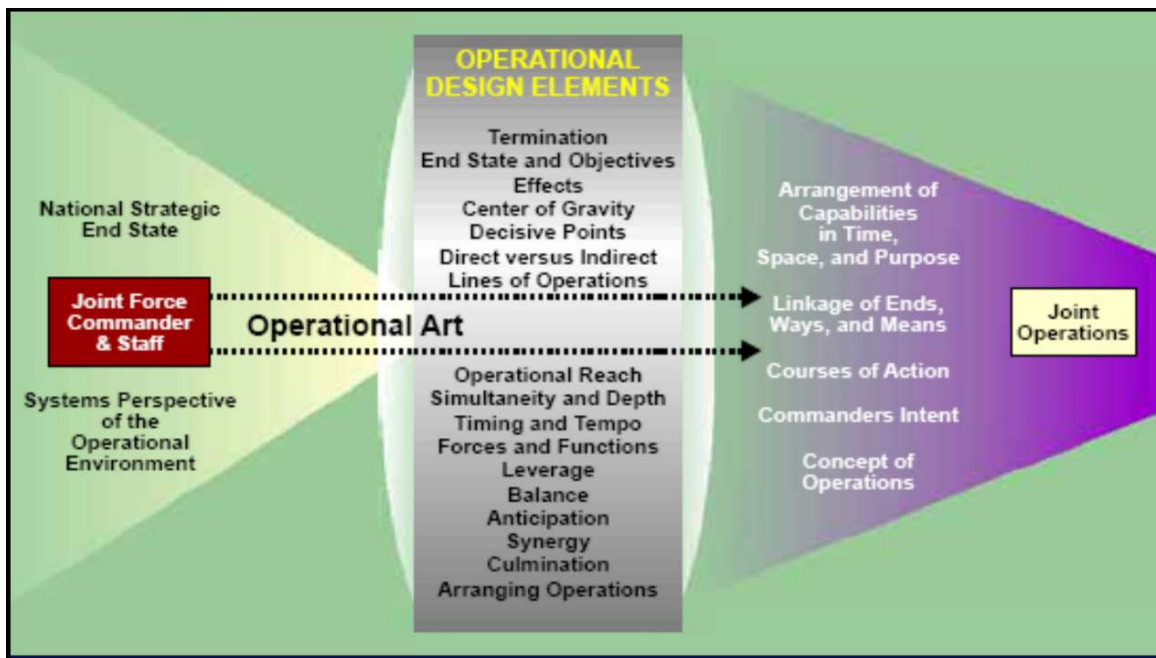 OPERATIONAL
DESIGN ELEMENTS
Termination
End State and Objectives
Effects
Center of Gravity
Decisive Points
Direct versus Indirect
Lines of Operations
Operational Reach
Simultaneity and Depth
Timing and Tempo
Forces and Functions
Leverage
Balance
Anticipation
Synergy
Culmination
Arranging Operations
National Strategic
End State
Joint Force
Commander
& Staff
Operational Art
Systems Perspective
of the
Operational
Environment
Arrangement of
Capabilities
in Time,
Space, and Purpose
Linkage of Ends,
Ways, and Means
Courses of Action
Commanders Intent
Concept of
Operations
Joint
Operations